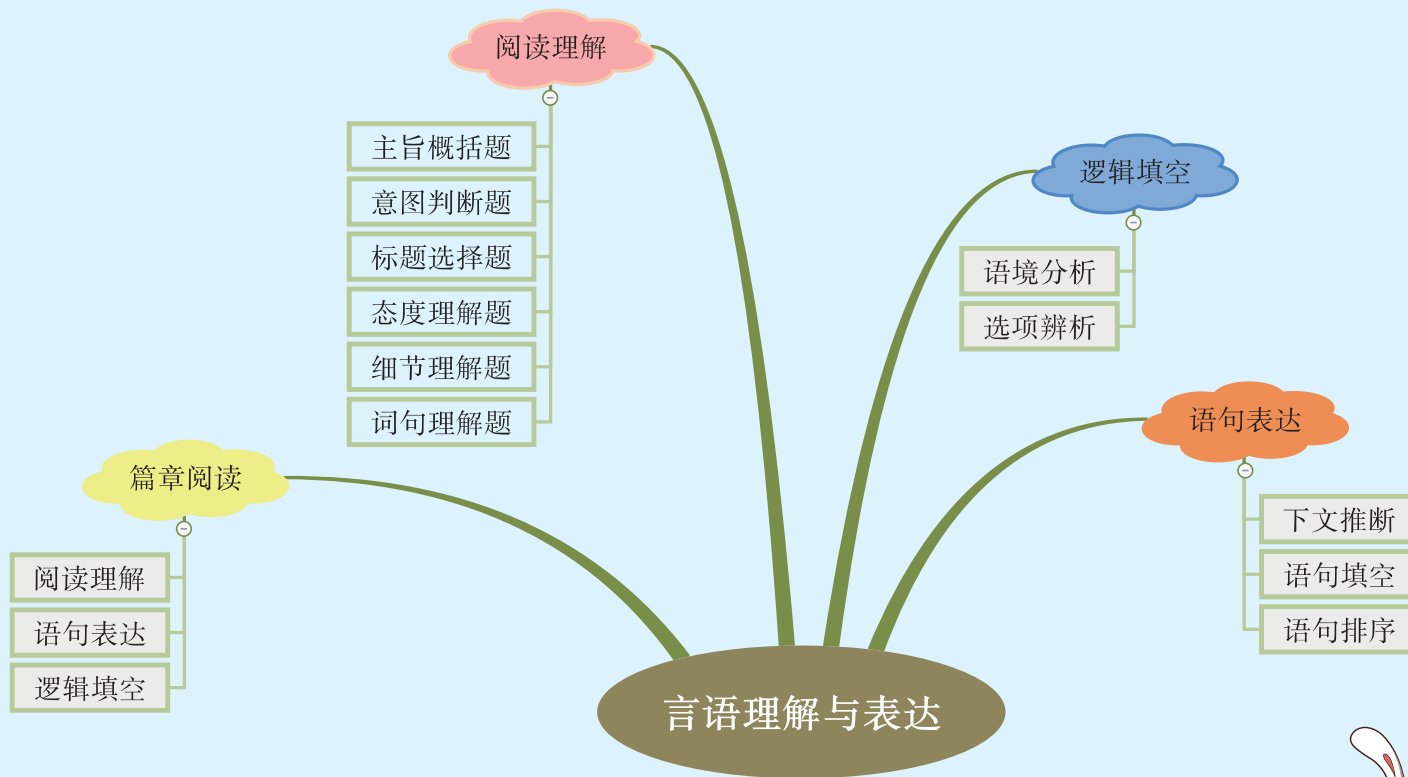 阅读理解
主旨概括题
意图判断题
标题选择题
态度理解题
细节理解题
词句理解题
逻辑填空
语境分析
选项辨析
语句表达
下文推断
语句填空
语句排序
篇章阅读
阅读理解
语句表达
逻辑填空
言语理解与表达